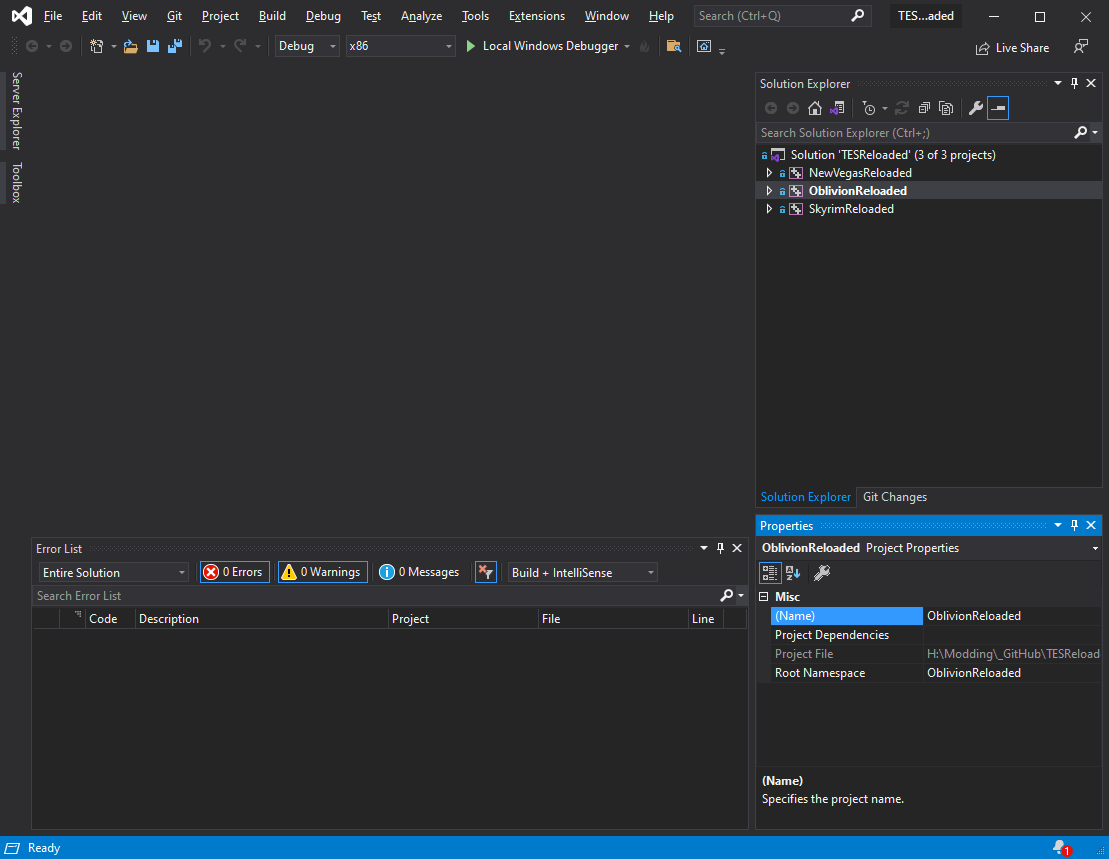 File Edit View Git Project Build Debug Test Analyze Tools Extensions Window Help Search (Ctrl+Q) TES...aded
Debug x86 Local Windows Debugger Live Share
Server Explorer
Toolbox
Solution Explorer
Search Solution Explorer (Ctrl+;)
Solution 'TESReloaded' (3 of 3 projects)
NewVegasReloaded
OblivionReloaded
SkyrimReloaded
Solution Explorer Git Changes
Error List
Entire Solution 0 Errors 0 Warnings 0 Messages Build + IntelliSense
Search Error List
Code Description Project File Line
Properties
OblivionReloaded Project Properties
Misc
(Name) OblivionReloaded
Project Dependencies
Project File H:\Modding\_GitHub\TESReload
Root Namespace OblivionReloaded
(Name)
Specifies the project name.
Ready 1